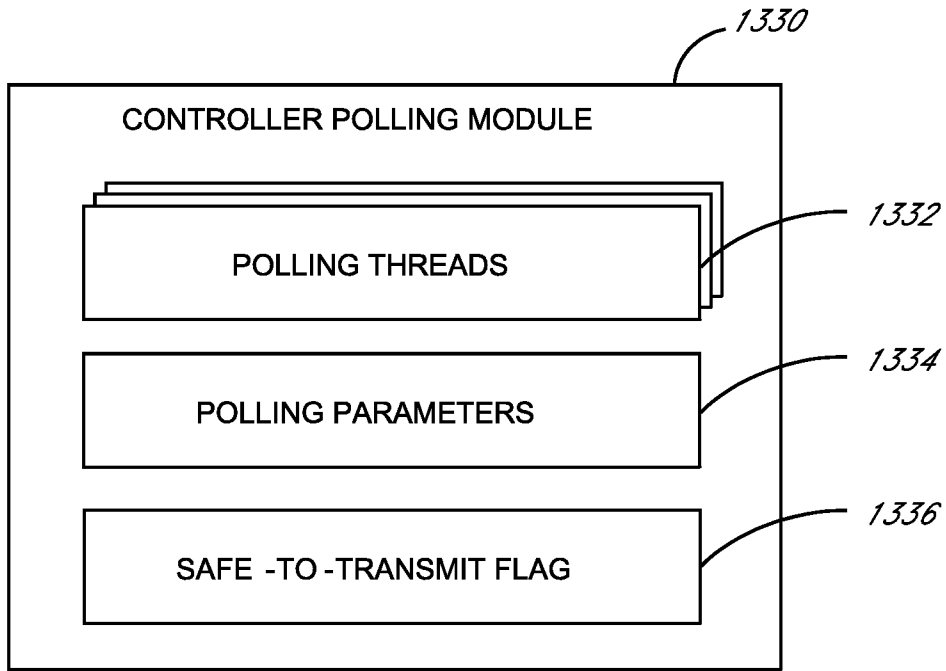 1330
CONTROLLER POLLING MODULE
POLLING THREADS
1332
POLLING PARAMETERS
1334
SAFE -TO -TRANSMIT FLAG
1336